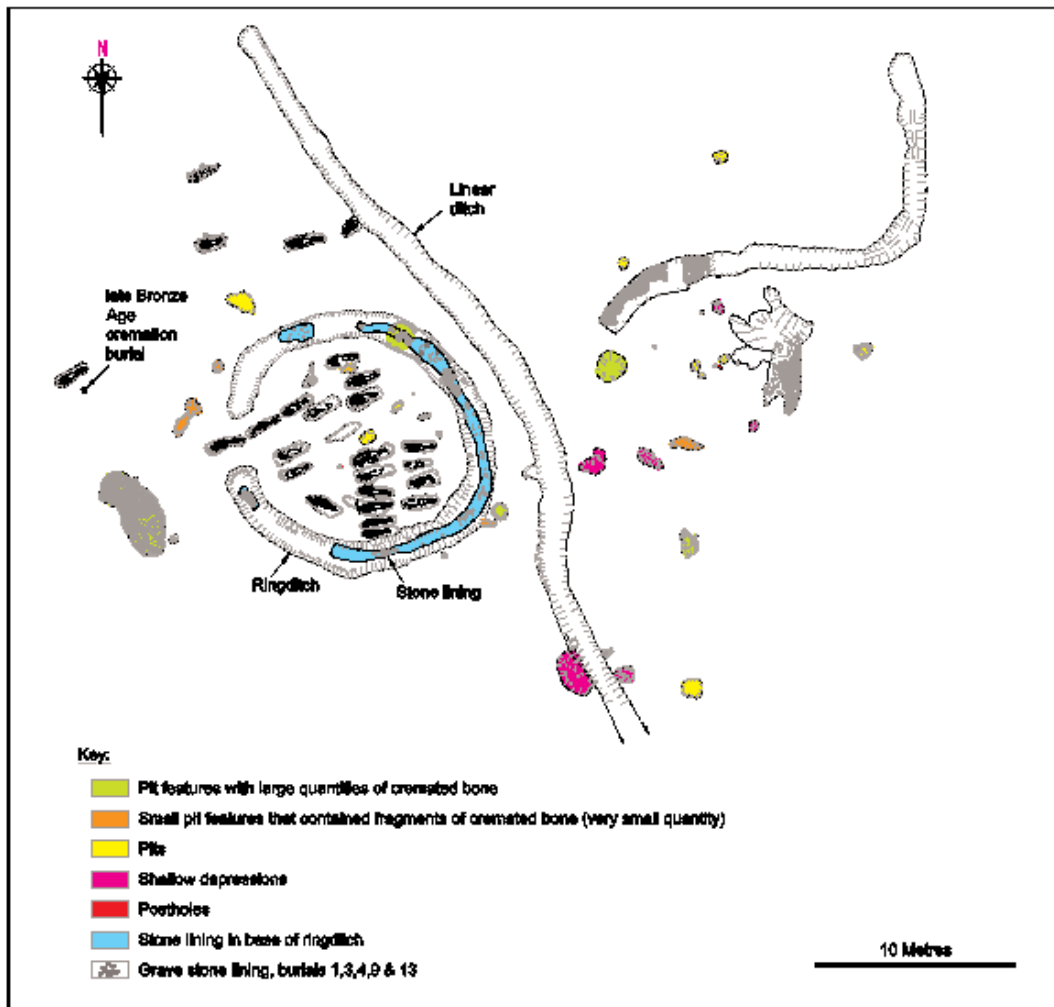 N
Linear
ditch
late Bronze
Age
cremation
burial
Ringditch
Stone lining
Key:
Pit features with large quantities of cremated bone
Small pit features that contained fragments of cremated bone (very small quantity)
Pits
Shallow depressions
Postholes
Stone lining in base of ringditch
Grave stone lining, burials 1,3,4,9 & 13
10 Metres